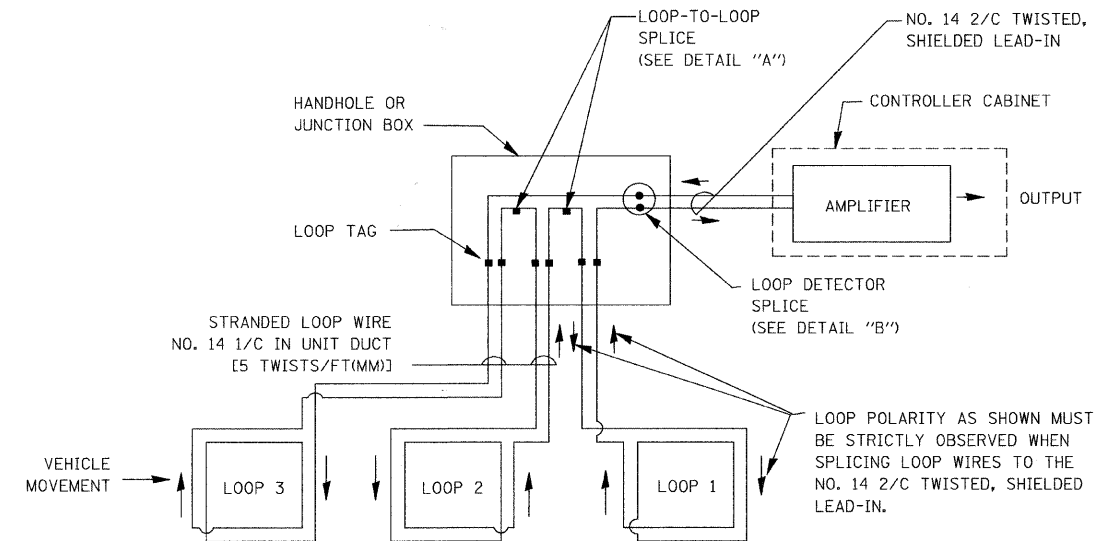 LOOP-TO-LOOP
SPLICE
(SEE DETAIL "A")
NO. 14 2/C TWISTED,
SHIELDED LEAD-IN
HANDHOLE OR
JUNCTION BOX
CONTROLLER CABINET
AMPLIFIER
OUTPUT
LOOP TAG
LOOP DETECTOR
SPLICE
(SEE DETAIL "B")
STRANDED LOOP WIRE
NO. 14 1/C IN UNIT DUCT
[5 TWISTS/FT(MM)]
LOOP POLARITY AS SHOWN MUST
BE STRICTLY OBSERVED WHEN
SPLICING LOOP WIRES TO THE
NO. 14 2/C TWISTED, SHIELDED
LEAD-IN.
VEHICLE
MOVEMENT
LOOP 3
LOOP 2
LOOP 1